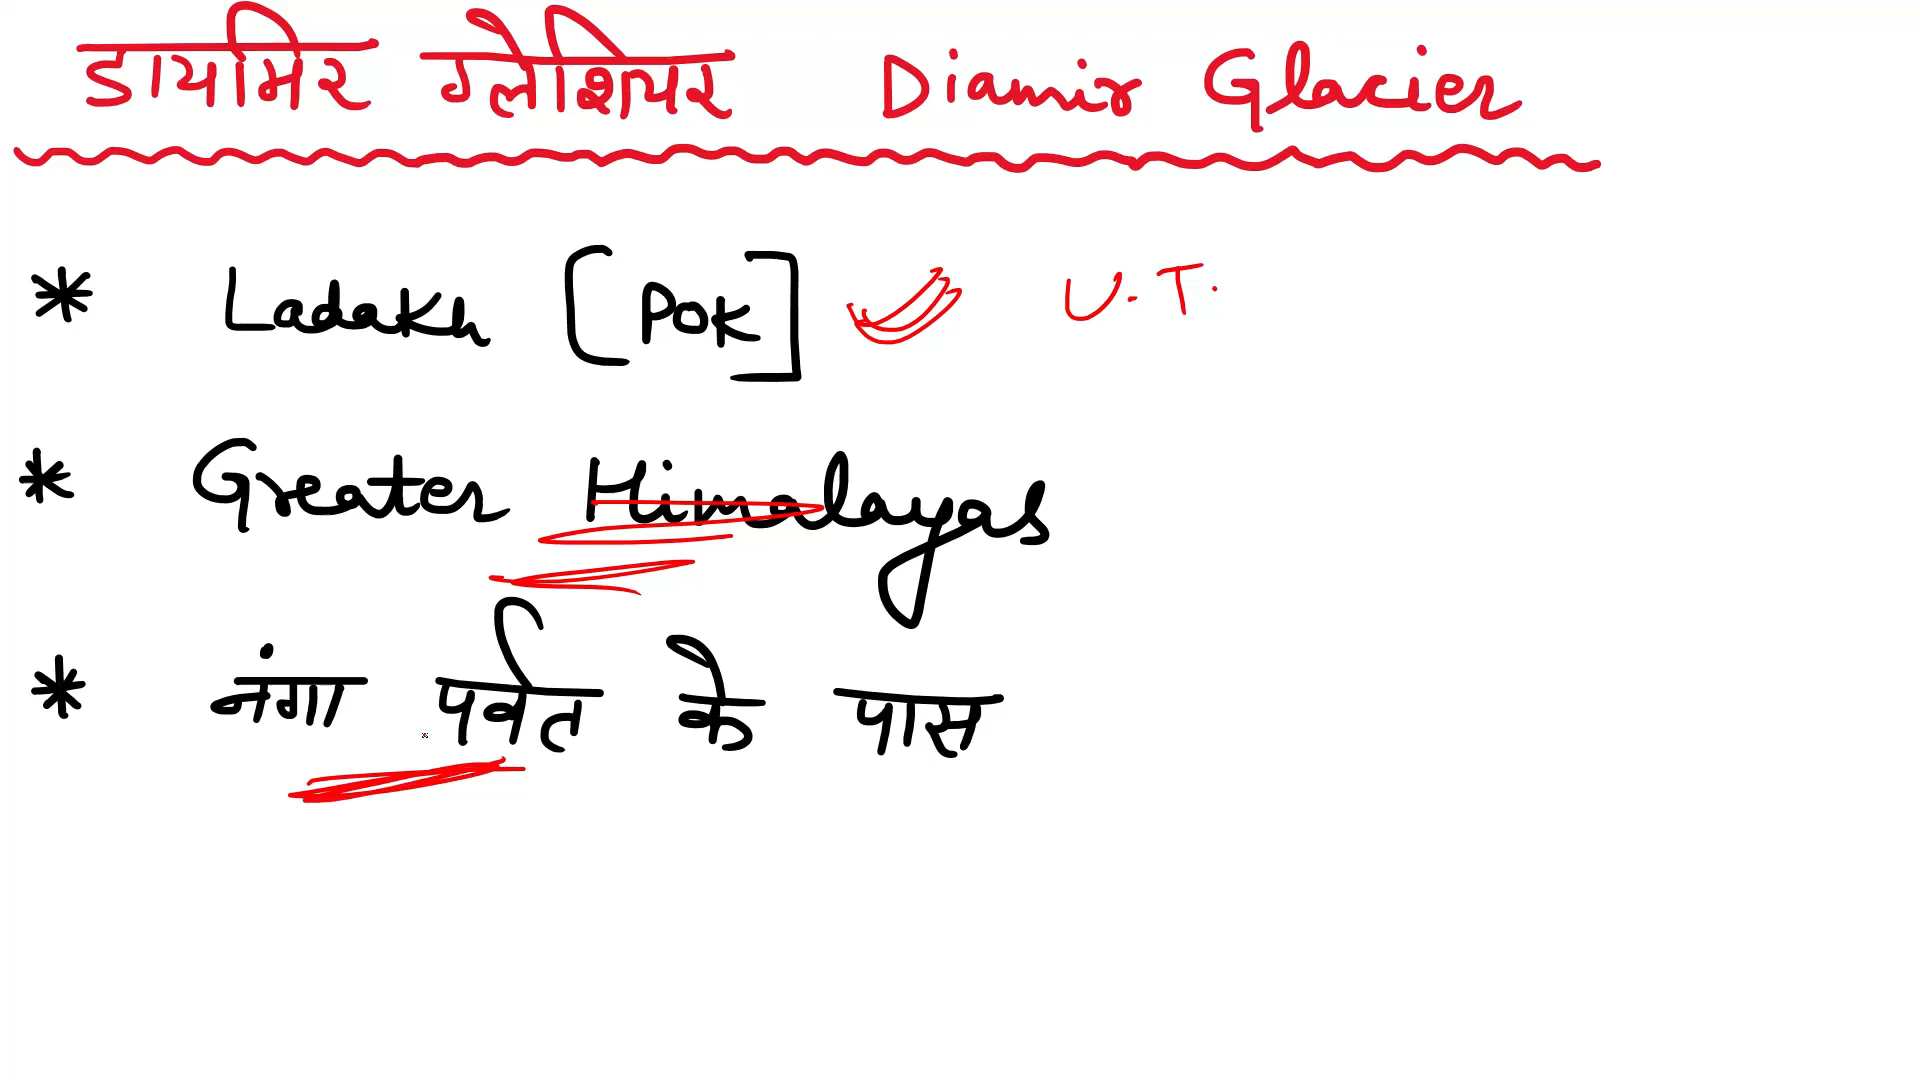 डायमिर ग्लेशियर Diamir Glacier
* Ladakh [POK] U.T.
* Greater Himalayas
* नंगा पर्वत के पास